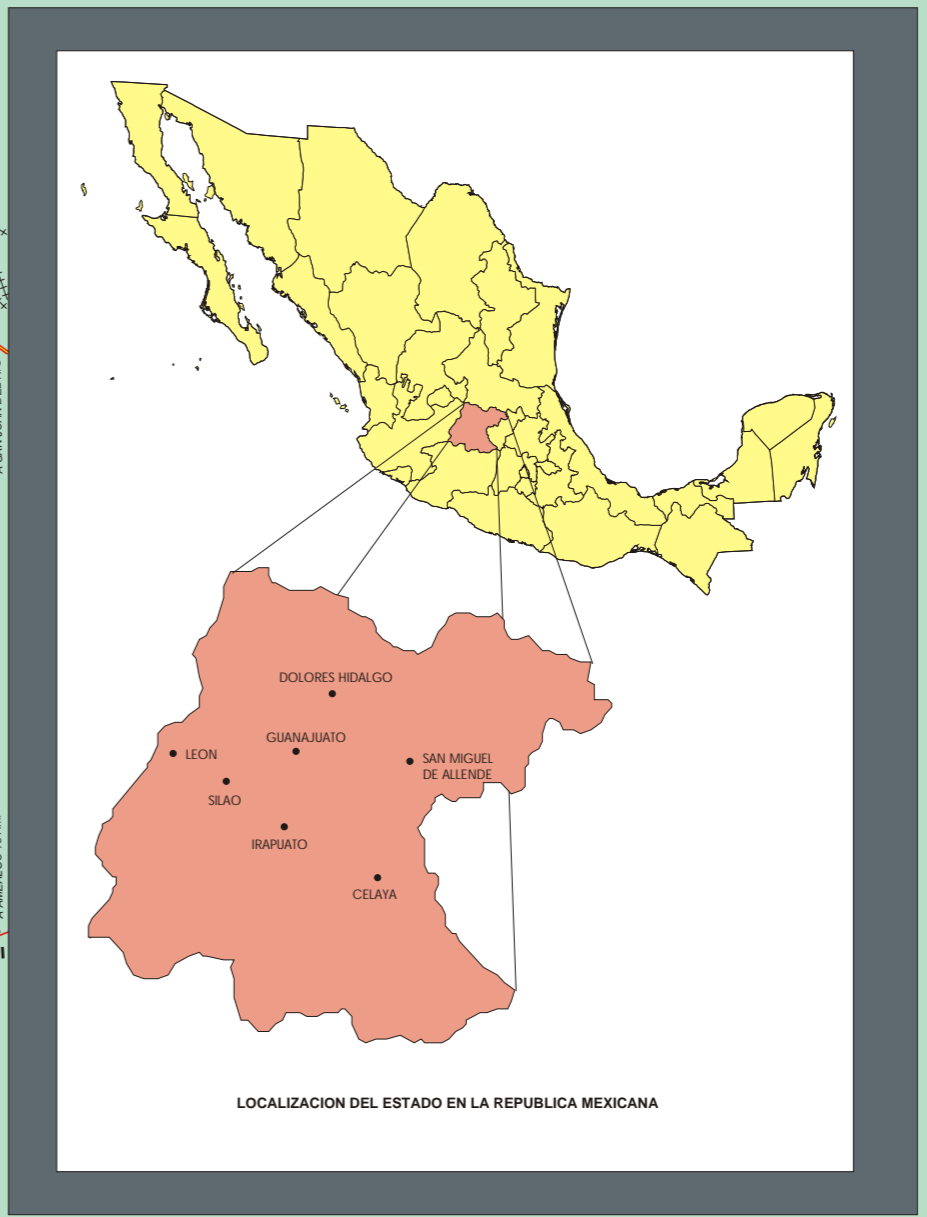 DOLORES HIDALGO
GUANAJUATO
LEON
SAN MIGUEL
DE ALLENDE
SILAO
IRAPUATO
CELAYA
LOCALIZACION DEL ESTADO EN LA REPUBLICA MEXICANA